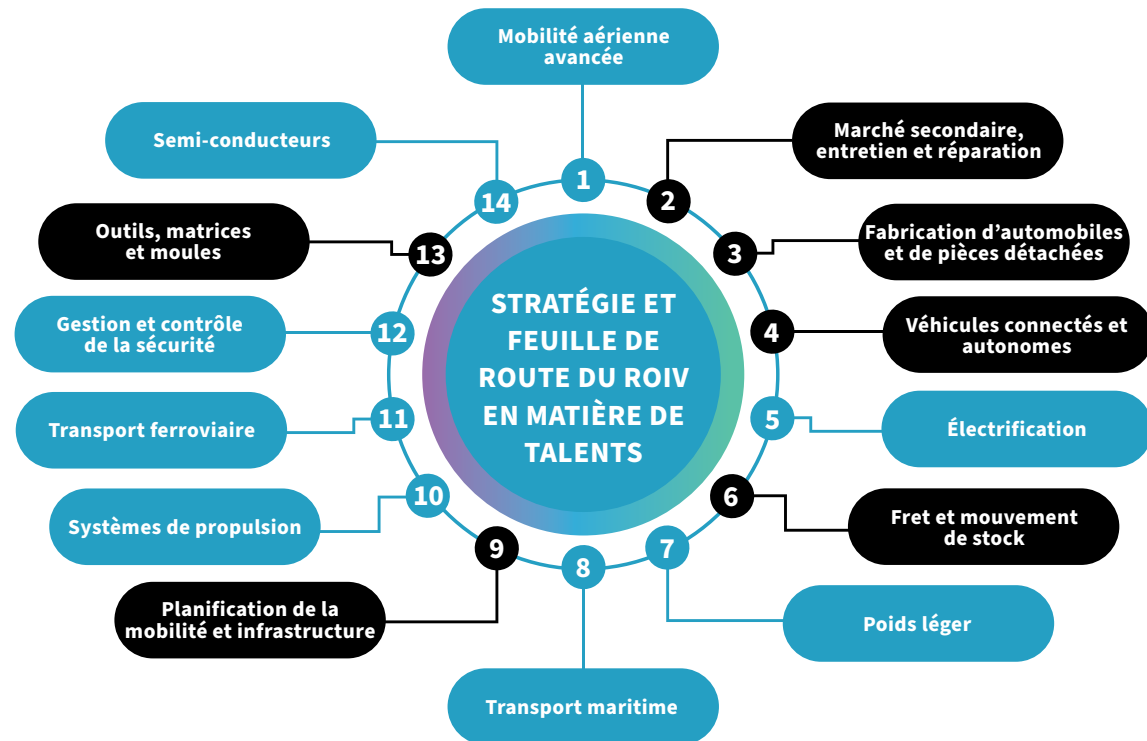 STRATÉGIE ET
FEUILLE DE
ROUTE DU ROIV
EN MATIÈRE DE
TALENTS
1
Mobilité aérienne
avancée
2
Marché secondaire,
entretien et réparation
3
Fabrication d’automobiles
et de pièces détachées
4
Véhicules connectés et
autonomes
5
Électrification
6
Fret et mouvement
de stock
7
Poids léger
8
Transport maritime
9
Planification de la
mobilité et infrastructure
10
Systèmes de propulsion
11
Transport ferroviaire
12
Gestion et contrôle
de la sécurité
13
Outils, matrices
et moules
14
Semi-conducteurs